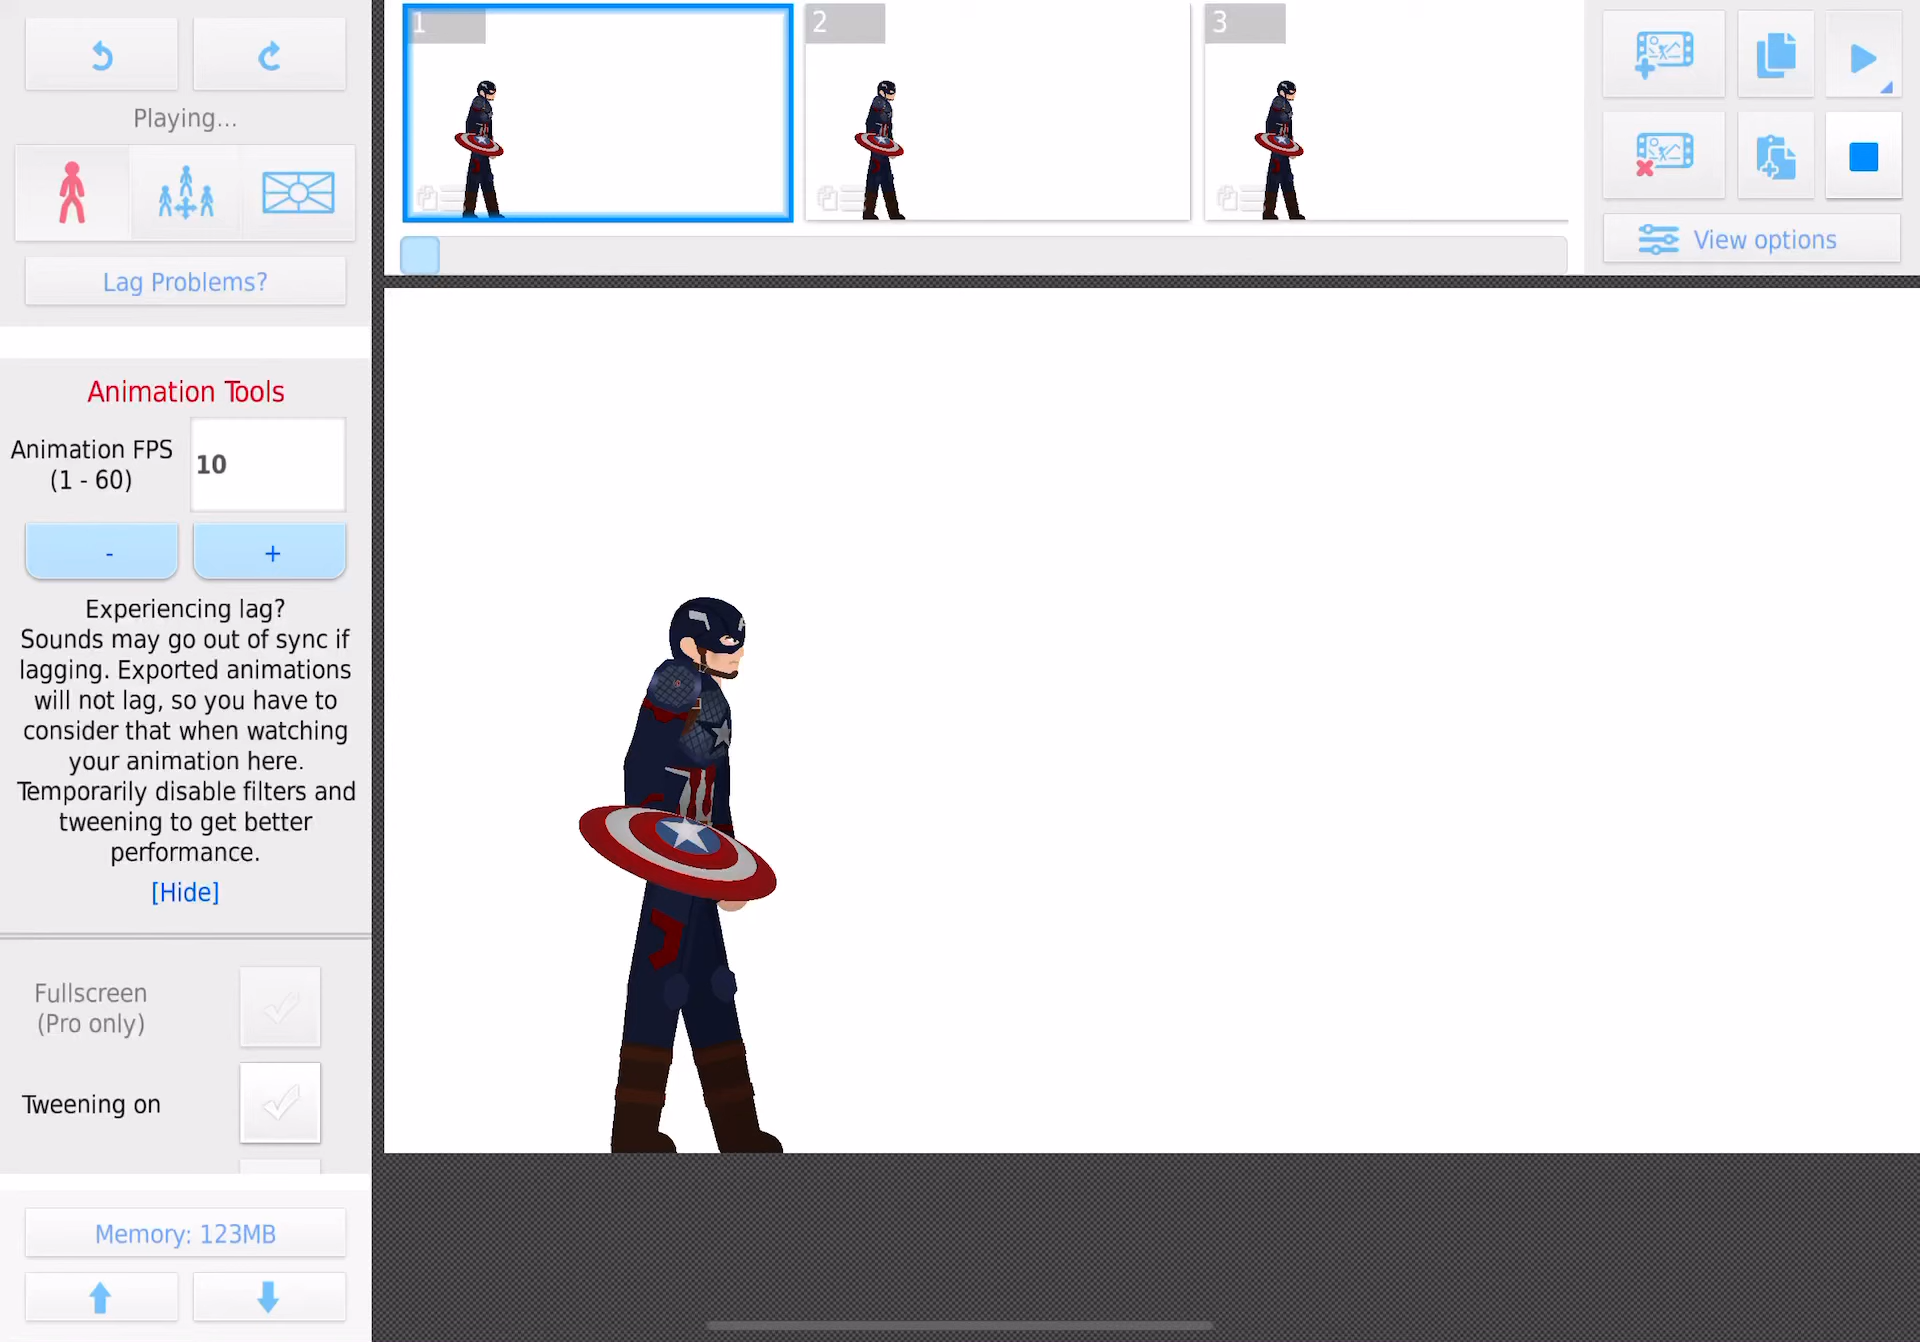 1
2
3
Playing...
View options
Lag Problems?
Animation Tools
Animation FPS
(1 - 60)
10
-
+
Experiencing lag?
Sounds may go out of sync if
lagging. Exported animations
will not lag, so you have to
consider that when watching
your animation here.
Temporarily disable filters and
tweening to get better
performance.
[Hide]
Fullscreen
(Pro only)
Tweening on
Memory: 123MB